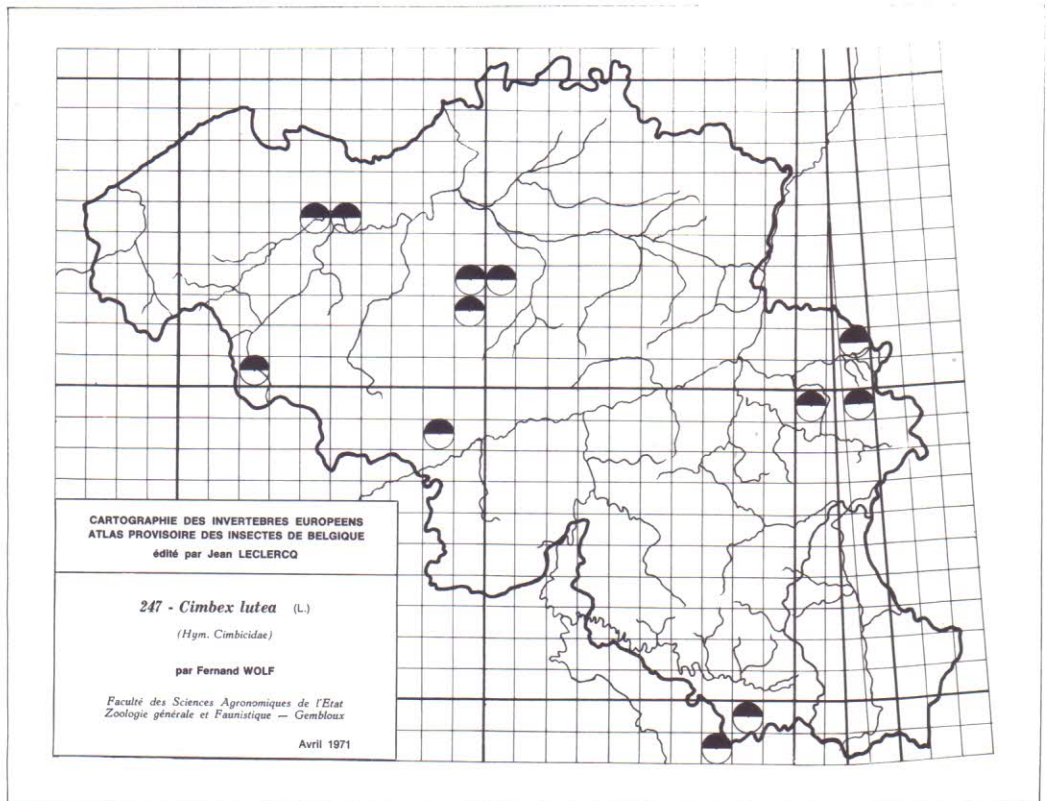 CARTOGRAPHIE DES INVERTEBRES EUROPEENS
ATLAS PROVISOIRE DES INSECTES DE BELGIQUE
édité par Jean LECLERCQ
247 - Cimbex lutea (L.)
(Hym. Cimbicidae)
par Fernand WOLF
Faculté des Sciences Agronomiques de l'Etat
Zoologie générale et Faunistique — Gembloux
Avril 1971